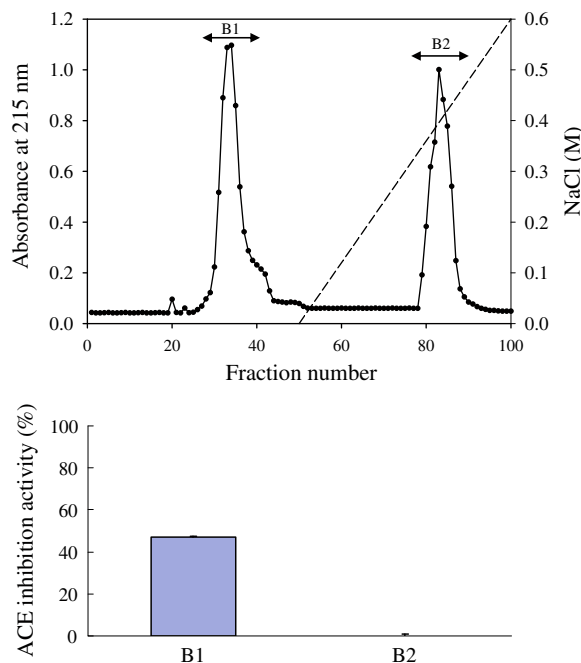 B1
B2
Absorbance at 215 nm
1.2
1.0
0.8
0.6
0.4
0.2
0.0
NaCl (M)
0.6
0.5
0.4
0.3
0.2
0.1
0.0
0 20 40 60 80 100
Fraction number
ACE inhibition activity (%)
100
80
60
40
20
0
B1 B2